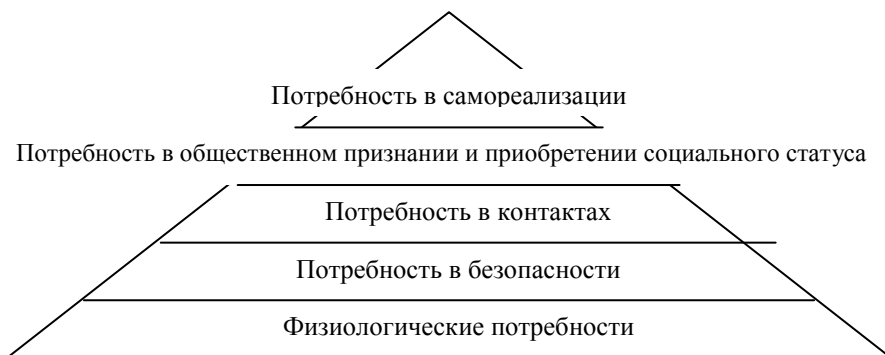 Потребность в самореализации
Потребность в общественном признании и приобретении социального статуса
Потребность в контактах
Потребность в безопасности
Физиологические потребности